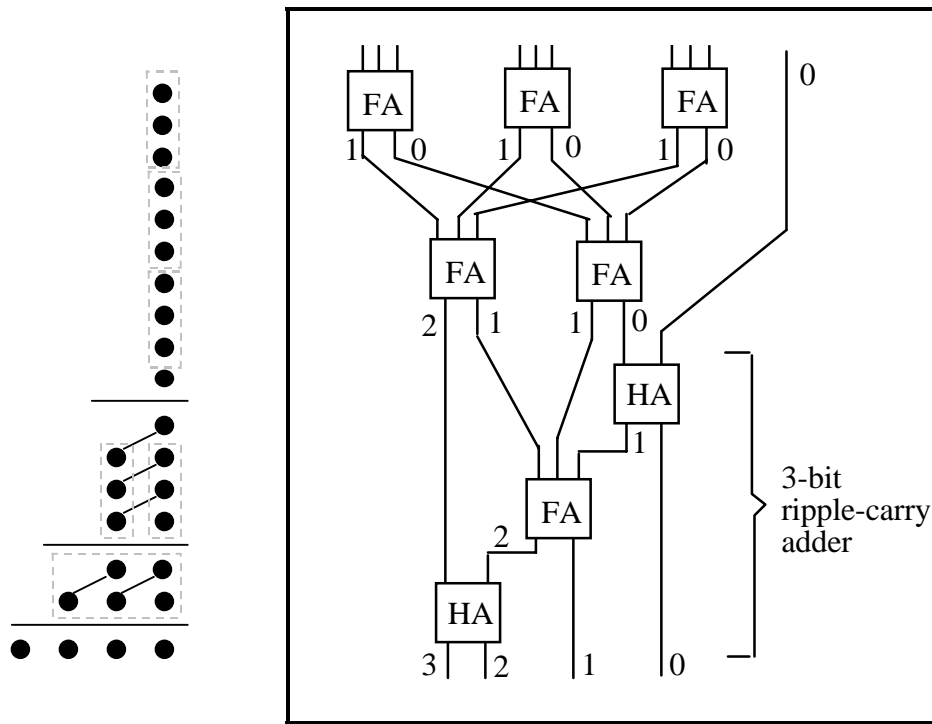 0
FA FA FA
1 0 1 0 1 0
FA FA
2 1 1 0
HA
1
3-bit
ripple-carry
adder
FA
2
HA
3 2 1 0